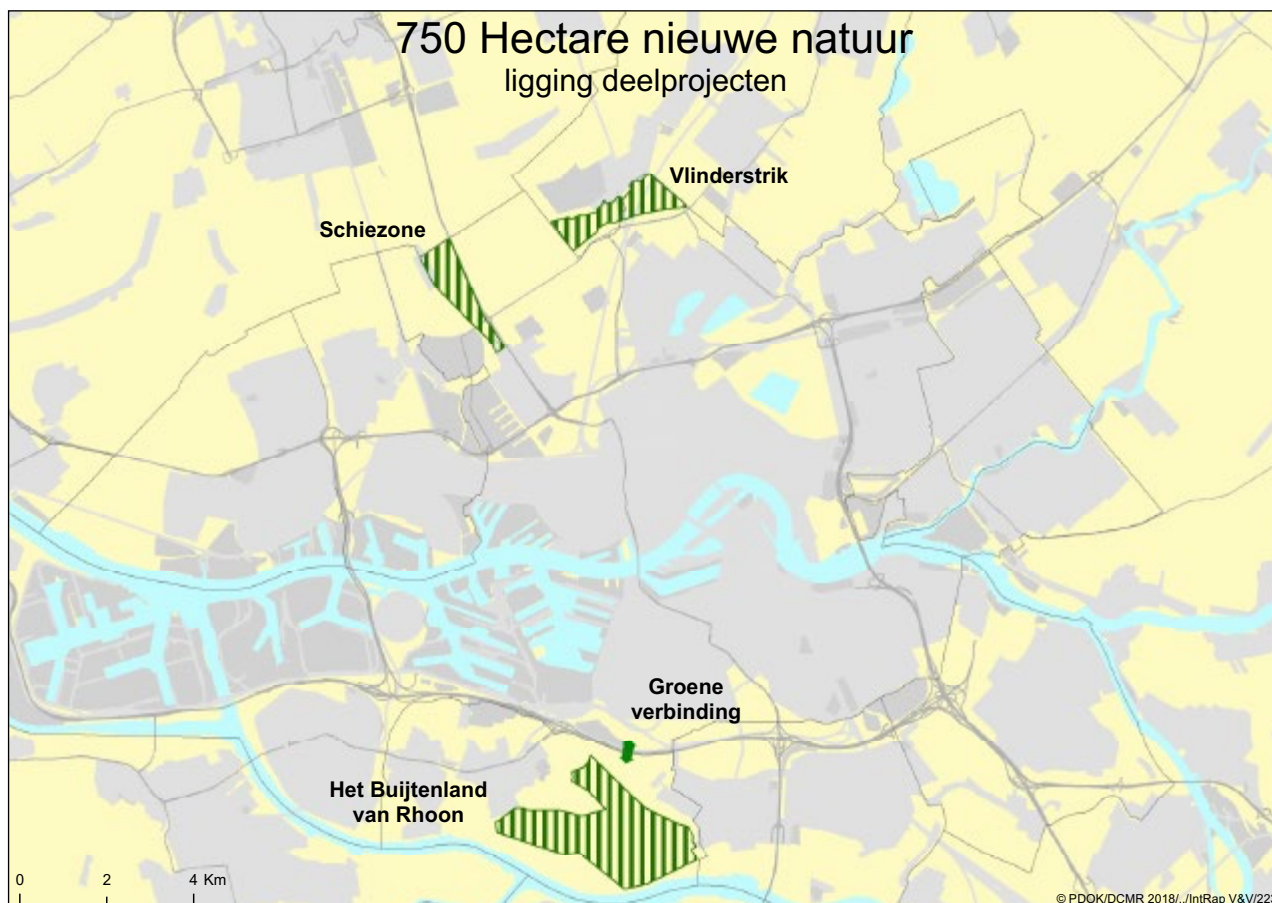 750 Hectare nieuwe natuur
ligging deelprojecten
Vlinderstrik
Schiezone
Groene
verbinding
Het Buijtenland
van Rhoon
0 2 4 Km
© PDOK/DCMR 2018/../IntRap V&V/222